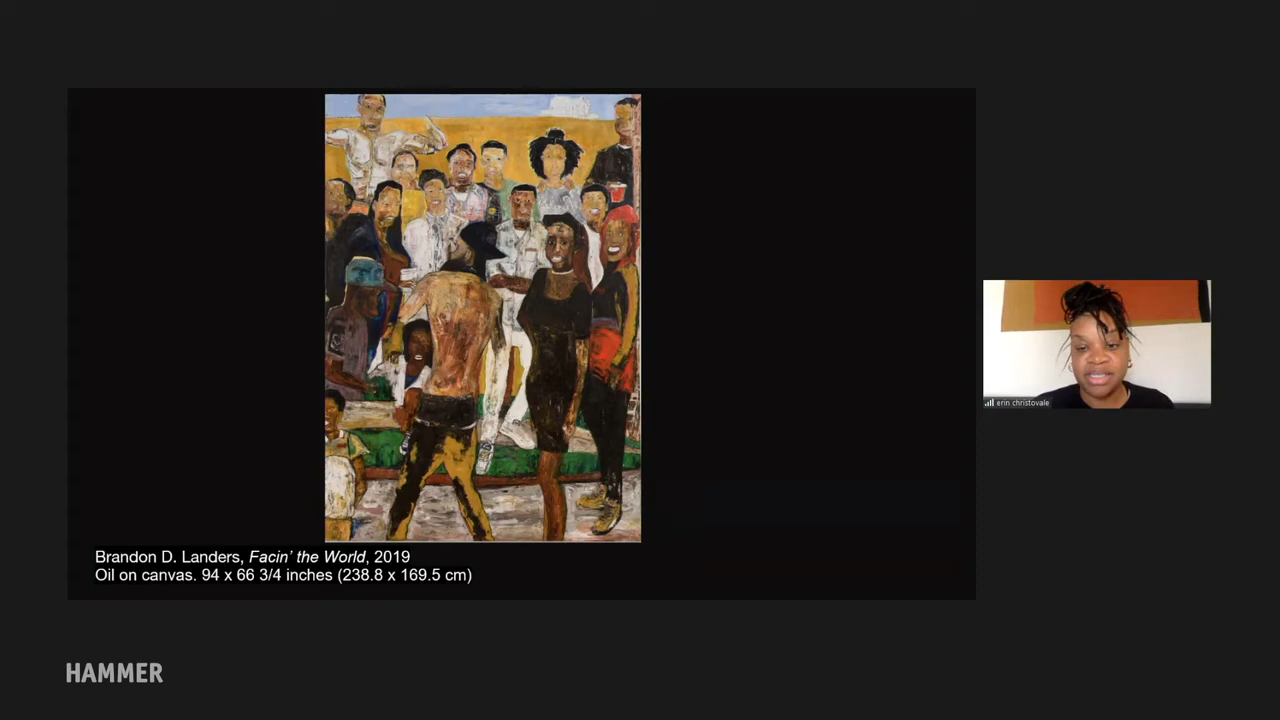 Brandon D. Landers, Facin’ the World, 2019
Oil on canvas. 94 x 66 3/4 inches (238.8 x 169.5 cm)
erin christovale
HAMMER